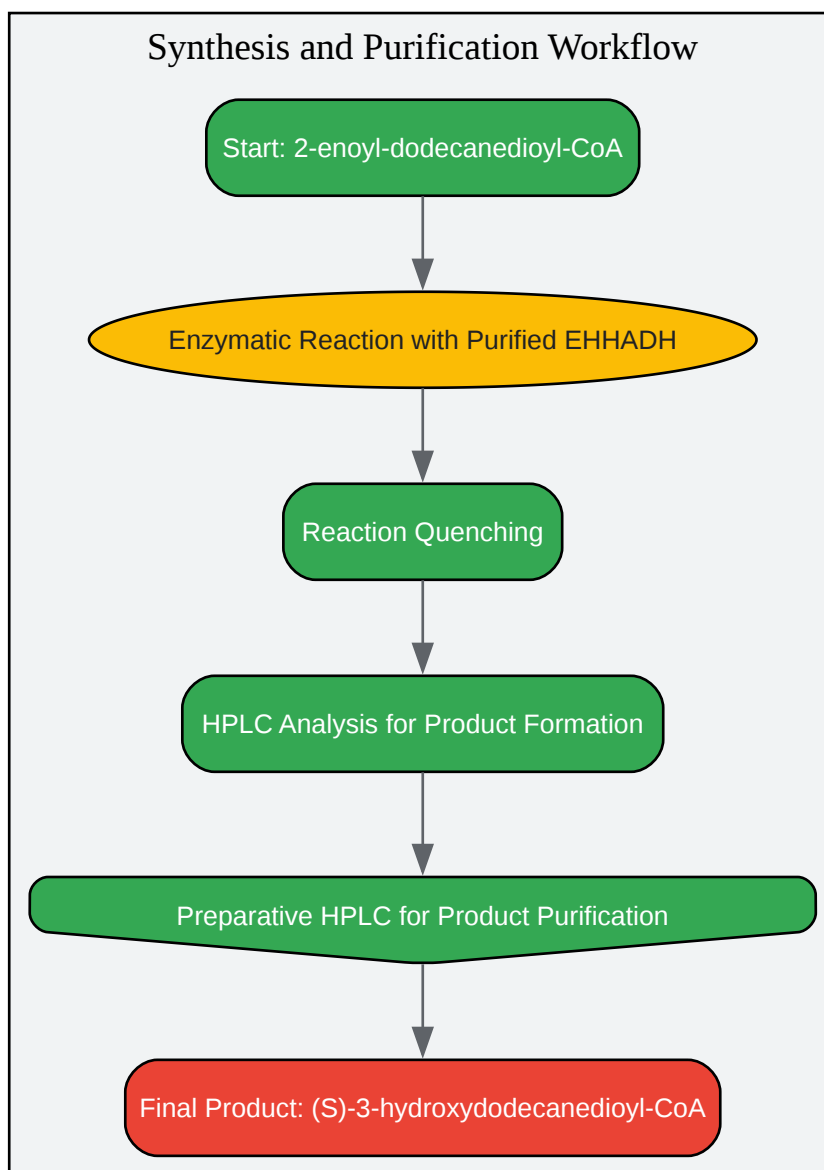 Synthesis and Purification Workflow
Start: 2-enoyl-dodecanedioyl-CoA
Enzymatic Reaction with Purified EHHADH
Reaction Quenching
HPLC Analysis for Product Formation
Preparative HPLC for Product Purification
Final Product: (S)-3-hydroxydodecanedioyl-CoA